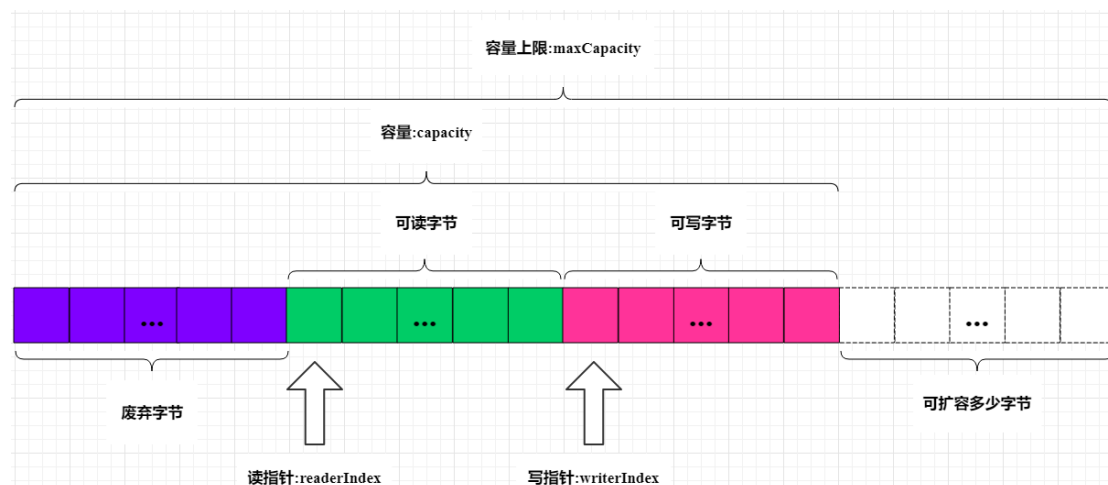 容量上限:maxCapacity
容量:capacity
可读字节
可写字节
... ... ... ...
废弃字节
可扩容多少字节
读指针:readerIndex
写指针:writerIndex